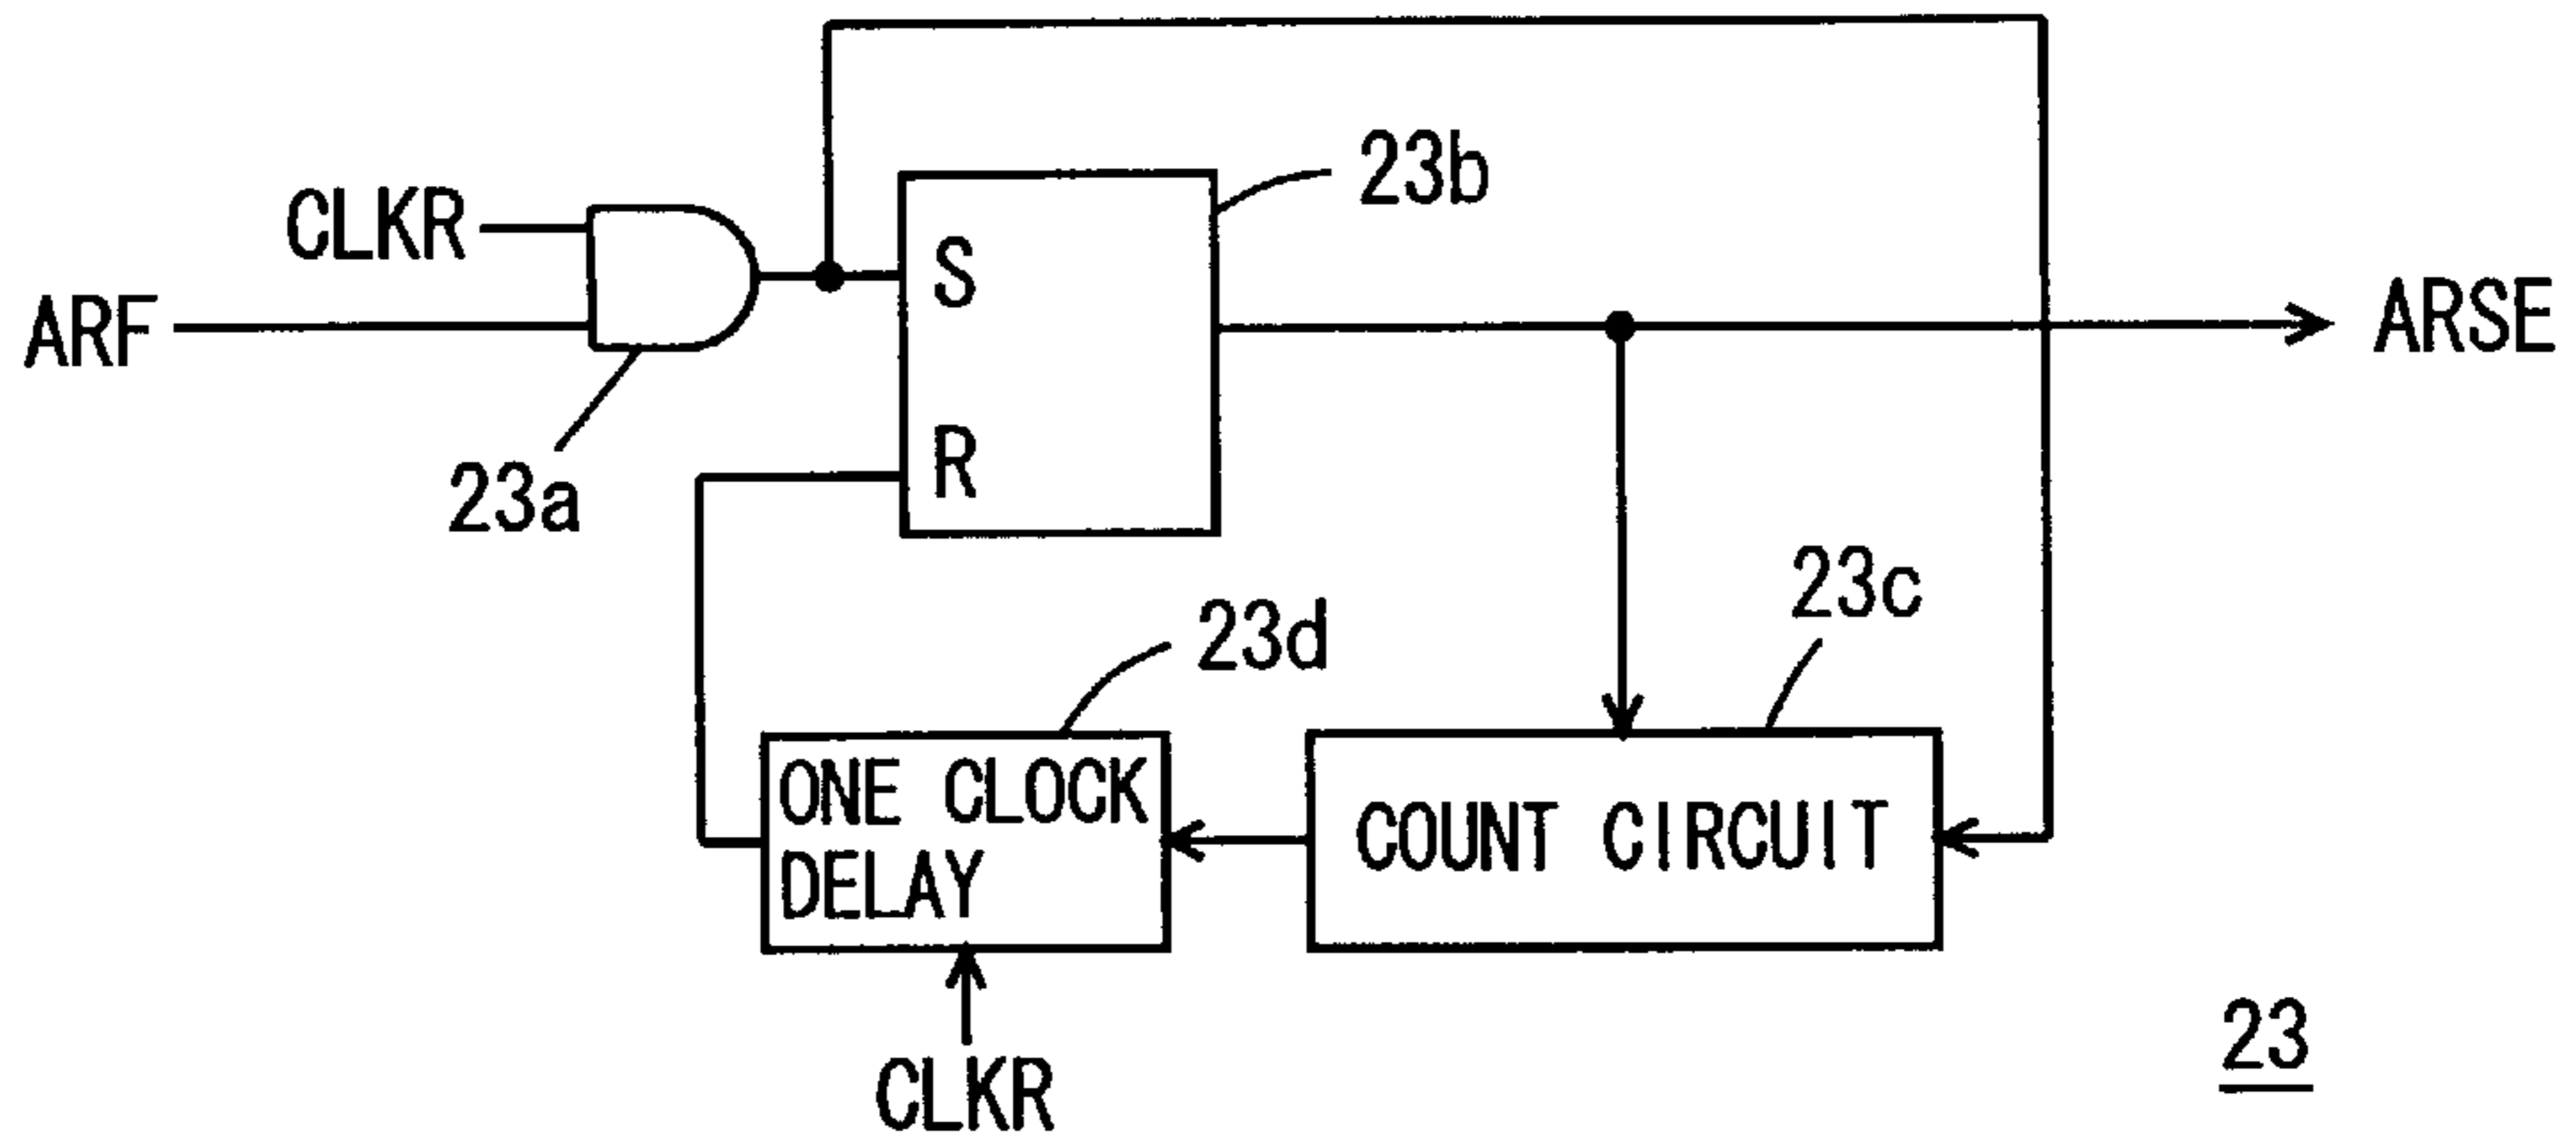 23b
CLKR
S
ARF
ARSE
R
23a
23c
23d
ONE CLOCK
DELAY
COUNT CIRCUIT
CLKR
23